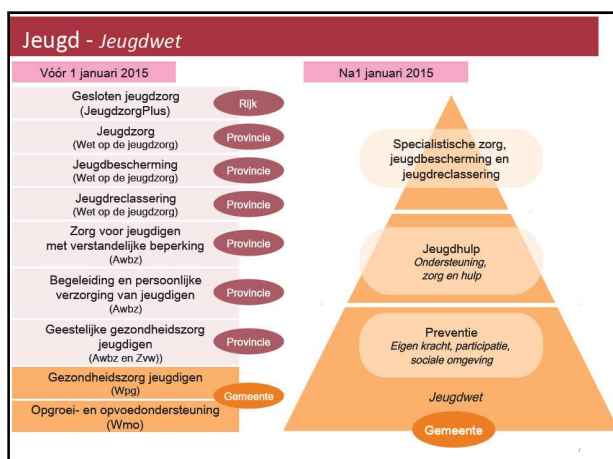 Jeugd - Jeugdwet
Vóór 1 januari 2015
Gesloten jeugdzorg
(JeugdzorgPlus)
Rijk
Jeugdzorg
(Wet op de jeugdzorg)
Provincie
Jeugdbescherming
(Wet op de jeugdzorg)
Provincie
Jeugdreclassering
(Wet op de jeugdzorg)
Provincie
Zorg voor jeugdigen
met verstandelijke beperking
(Awbz)
Provincie
Begeleiding en persoonlijke
verzorging van jeugdigen
(Awbz)
Provincie
Geestelijke gezondheidszorg
jeugdigen
(Awbz en Zvw))
Provincie
Gezondheidszorg jeugdigen
(Wpg)
Gemeente
Opgroei- en opvoedondersteuning
(Wmo)
Na1 januari 2015
Specialistische zorg,
jeugdbescherming en
jeugdreclassering
Jeugdhulp
Ondersteuning,
zorg en hulp
Preventie
Eigen kracht, participatie,
sociale omgeving
Jeugdwet
Gemeente